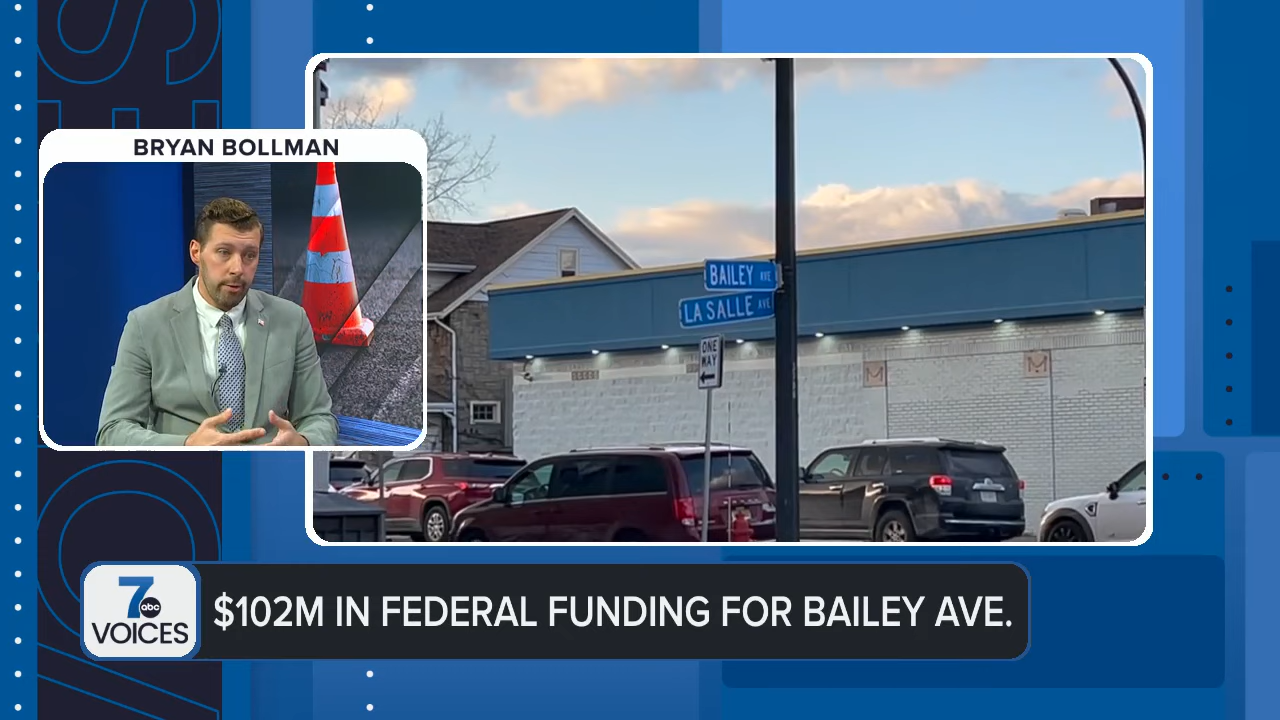 BRYAN BOLLMAN
BAILEY AVE
LA SALLE AVE
ONE
WAY
M
M
7
abc
VOICES
$102M IN FEDERAL FUNDING FOR BAILEY AVE.